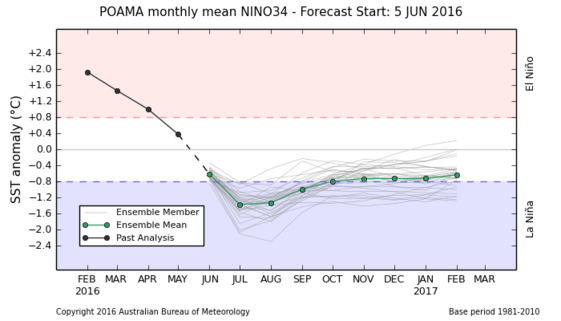 POAMA monthly mean NINO34 - Forecast Start: 5 JUN 2016
SST anomaly (°C)
+2.4
+2.0
+1.6
+1.2
+0.8
+0.4
0.0
−0.4
−0.8
−1.2
−1.6
−2.0
−2.4
El Niño
La Niña
Ensemble Member
Ensemble Mean
Past Analysis
FEB MAR APR MAY JUN JUL AUG SEP OCT NOV DEC JAN FEB MAR
2016 2017
Copyright 2016 Australian Bureau of Meteorology Base period 1981-2010